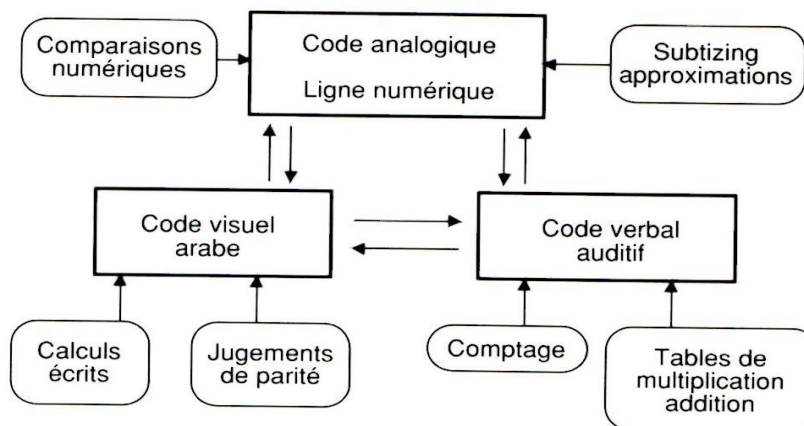 Comparaisons
numériques
Code analogique
Ligne numérique
Subtizing
approximations
Code visuel
arabe
Code verbal
auditif
Calculs
écrits
Jugements
de parité
Comptage
Tables de
multiplication
addition